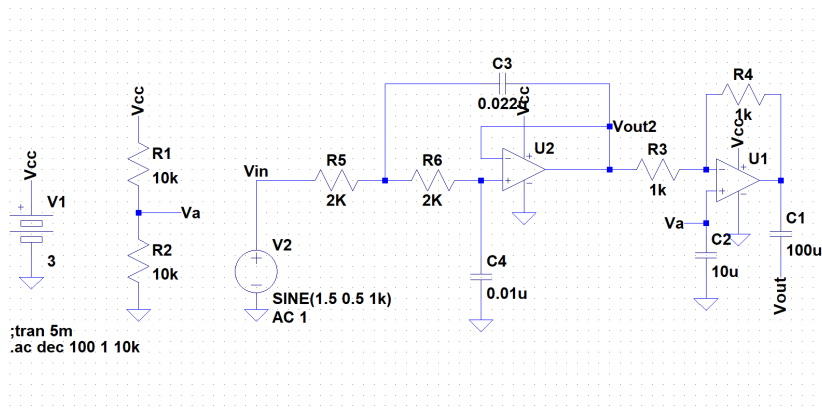 Vcc
V1
3
Vcc
R1
10k
Va
R2
10k
Vin
R5
2K
V2
SINE(1.5 0.5 1k)
AC 1
R6
2K
C3
0.022u
Vcc
U2
Vout2
C4
0.01u
R3
1k
R4
1k
Vcc
U1
Va
C2
10u
C1
100u
Vout
;tran 5m
.ac dec 100 1 10k